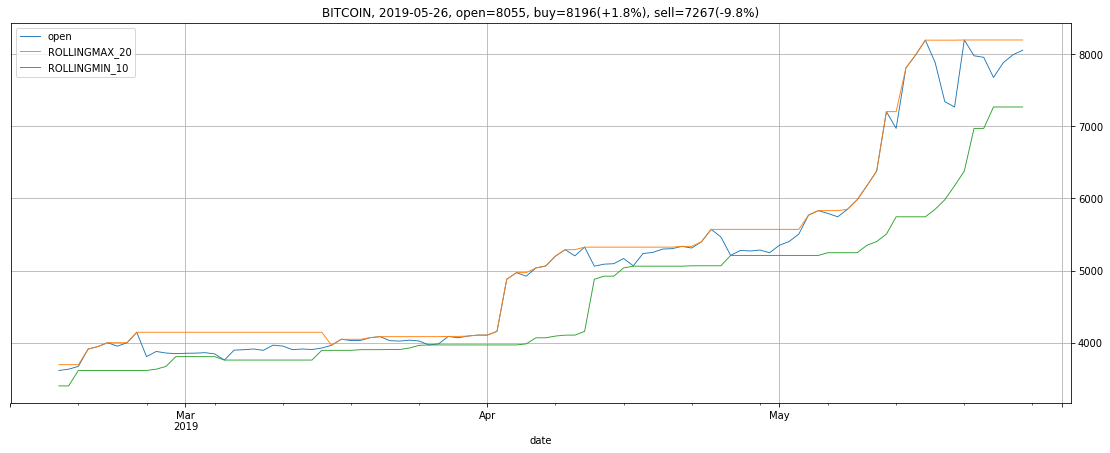 BITCOIN, 2019-05-26, open=8055, buy=8196(+1.8%), sell=7267(-9.8%)
open
ROLLINGMAX_20
ROLLINGMIN_10
8000
7000
6000
5000
4000
Mar
2019
Apr
May
date